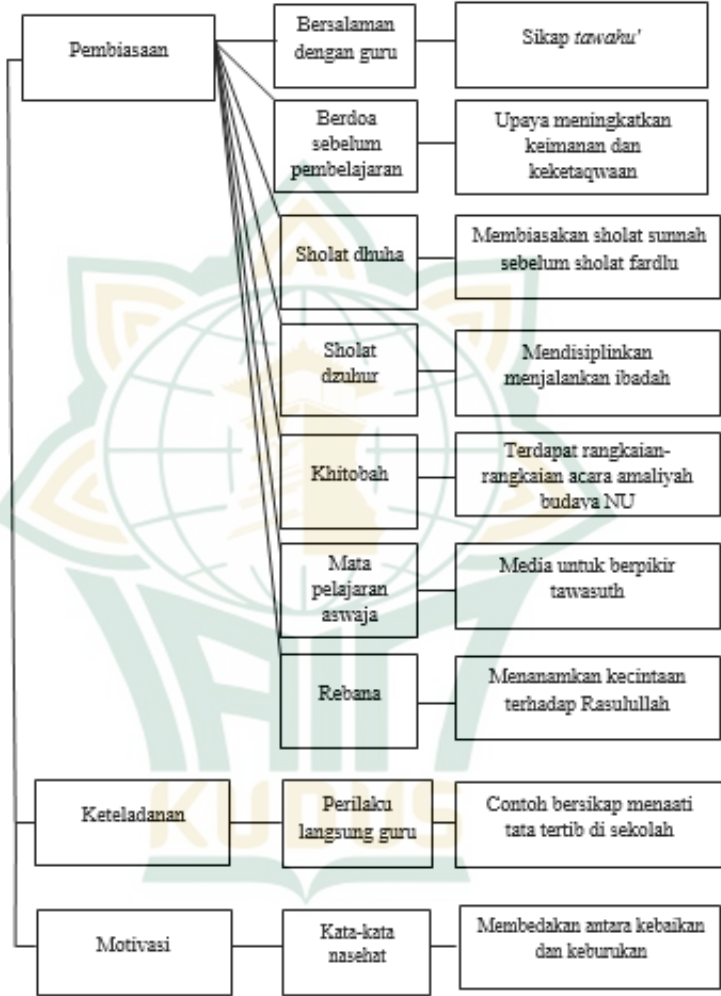 Pembiasaan
Bersalaman
dengan guru
Sikap tawahu'
Berdoa
sebelum
pembelajaran
Upaya meningkatkan
keimanan dan
keketaqwaan
Sholat dhuha
Membiasakan sholat sunnah
sebelum sholat fardlu
Sholat
dzuhur
Mendisiplinkan
menjalankan ibadah
Khitobah
Terdapat rangkaian-
rangkaian acara amaliyah
budaya NU
Mata
pelajaran
aswaja
Media untuk berpikir
tawasuth
Rebana
Menanamkan kecintaan
terhadap Rasulullah
Keteladanan
Perilaku
langsung guru
Contoh bersikap menaati
tata tertib di sekolah
Motivasi
Kata-kata
nasehat
Membedakan antara kebaikan
dan keburukan
IAIN
KUDUS